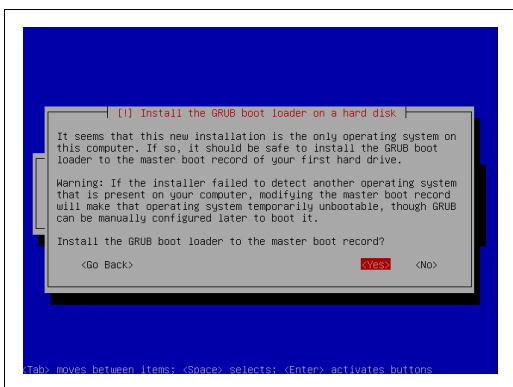 [!] Install the GRUB boot loader on a hard disk
It seems that this new installation is the only operating system on
this computer. If so, it should be safe to install the GRUB boot
loader to the master boot record of your first hard drive.
Warning: If the installer failed to detect another operating system
that is present on your computer, modifying the master boot record
will make that operating system temporarily unbootable, though GRUB
can be manually configured later to boot it.
Install the GRUB boot loader to the master boot record?
<Go Back> <Yes> <No>
<Tab> moves between items; <Space> selects; <Enter> activates buttons